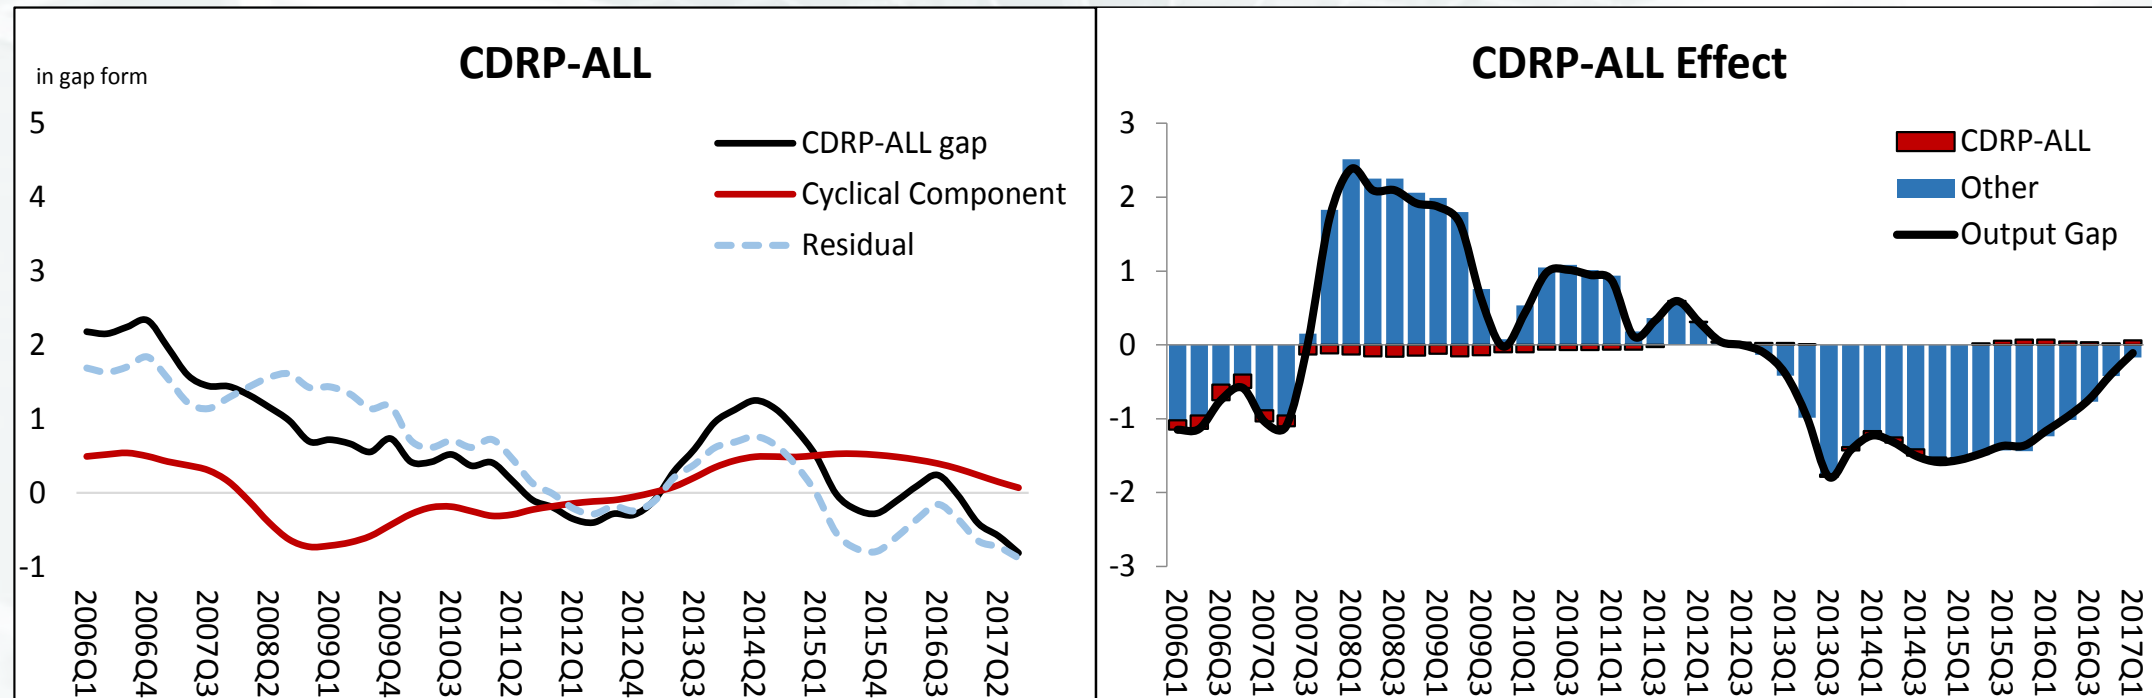 CDRP-ALL
in gap form
5
4
3
2
1
0
-1
CDRP-ALL gap
Cyclical Component
Residual
2006Q1
2006Q4
2007Q3
2008Q2
2009Q1
2009Q4
2010Q3
2011Q2
2012Q1
2012Q4
2013Q3
2014Q2
2015Q1
2015Q4
2016Q3
2017Q2
CDRP-ALL Effect
3
2
1
0
-1
-2
-3
CDRP-ALL
Other
Output Gap
2006Q1
2006Q3
2007Q1
2007Q3
2008Q1
2008Q3
2009Q1
2009Q3
2010Q1
2010Q3
2011Q1
2011Q3
2012Q1
2012Q3
2013Q1
2013Q3
2014Q1
2014Q3
2015Q1
2015Q3
2016Q1
2016Q3
2017Q1